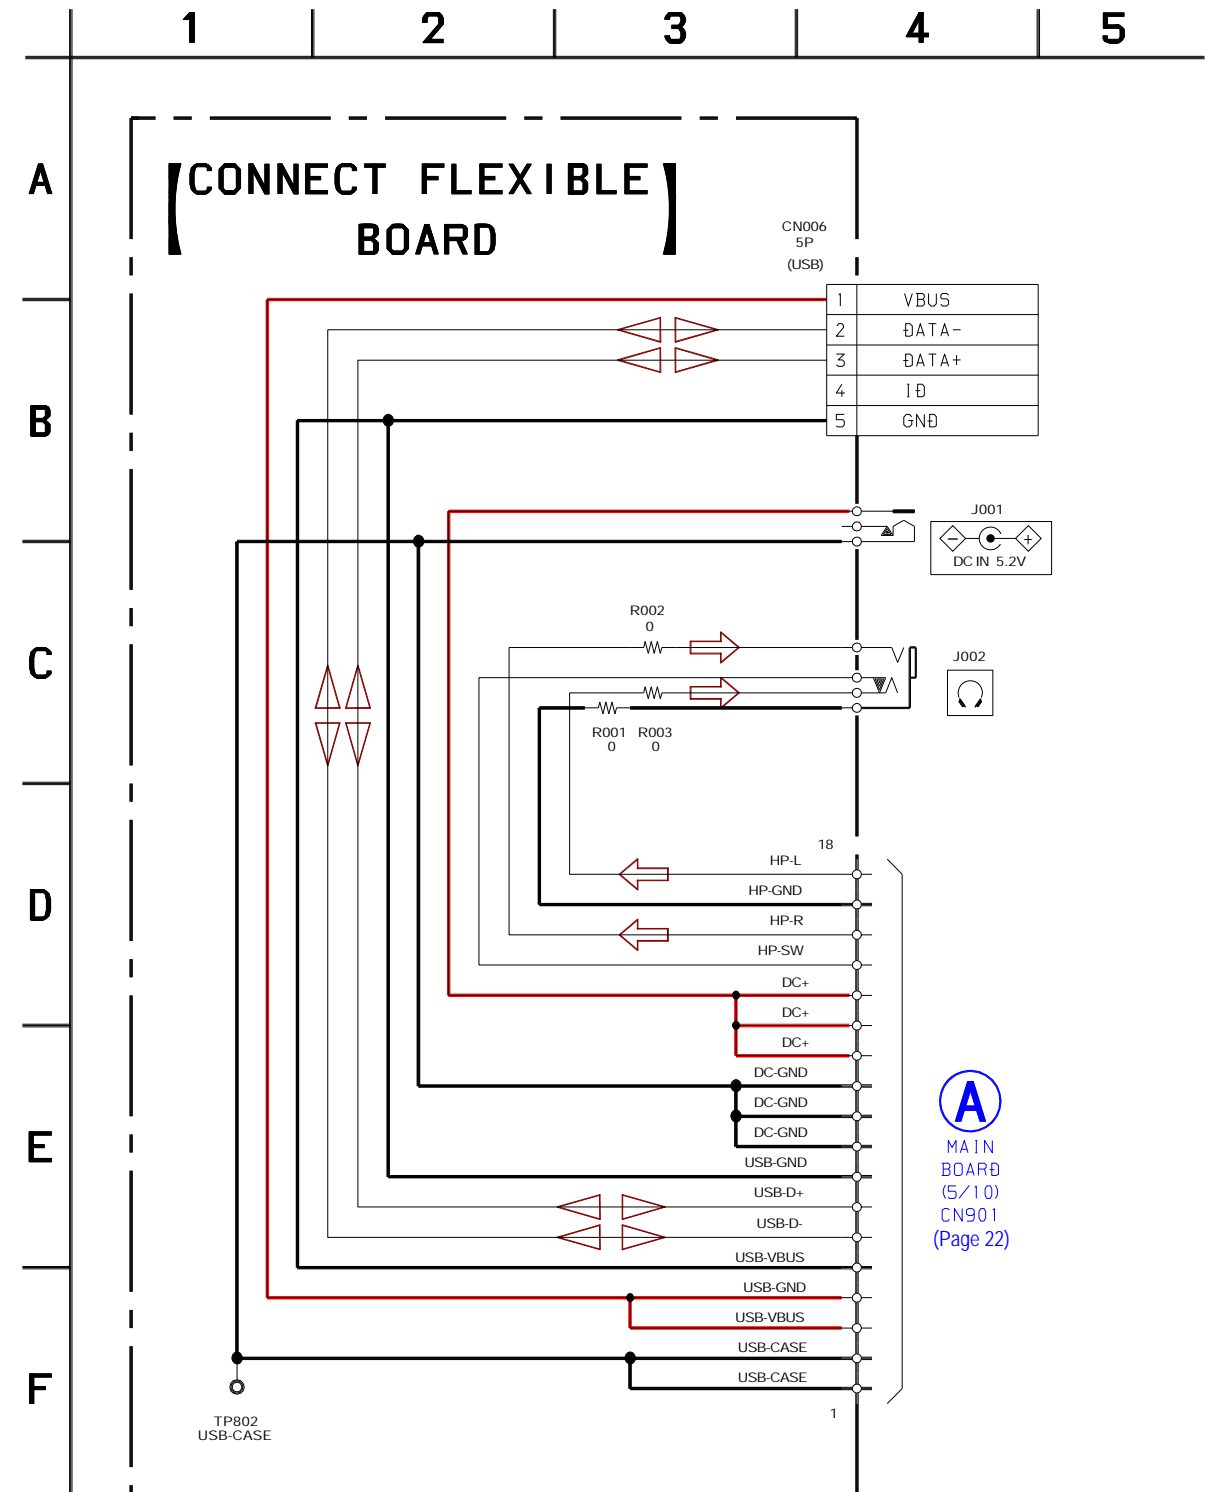 1 2 3 4 5
A
【CONNECT FLEXIBLE
BOARD】
CN006
5P
(USB)
1 VBUS
2 DATA-
3 DATA+
4 ID
5 GND
B
J001
DC IN 5.2V
R002
0
C
J002
R001 R003
0 0
18
HP-L
HP-GND
D
HP-R
HP-SW
DC+
DC+
DC+
DC-GND
DC-GND
DC-GND
E
USB-GND
USB-D+
USB-D-
USB-VBUS
USB-GND
USB-VBUS
USB-CASE
USB-CASE
A
MAIN
BOARD
(5/10)
CN901
(Page 22)
F
1
TP802
USB-CASE